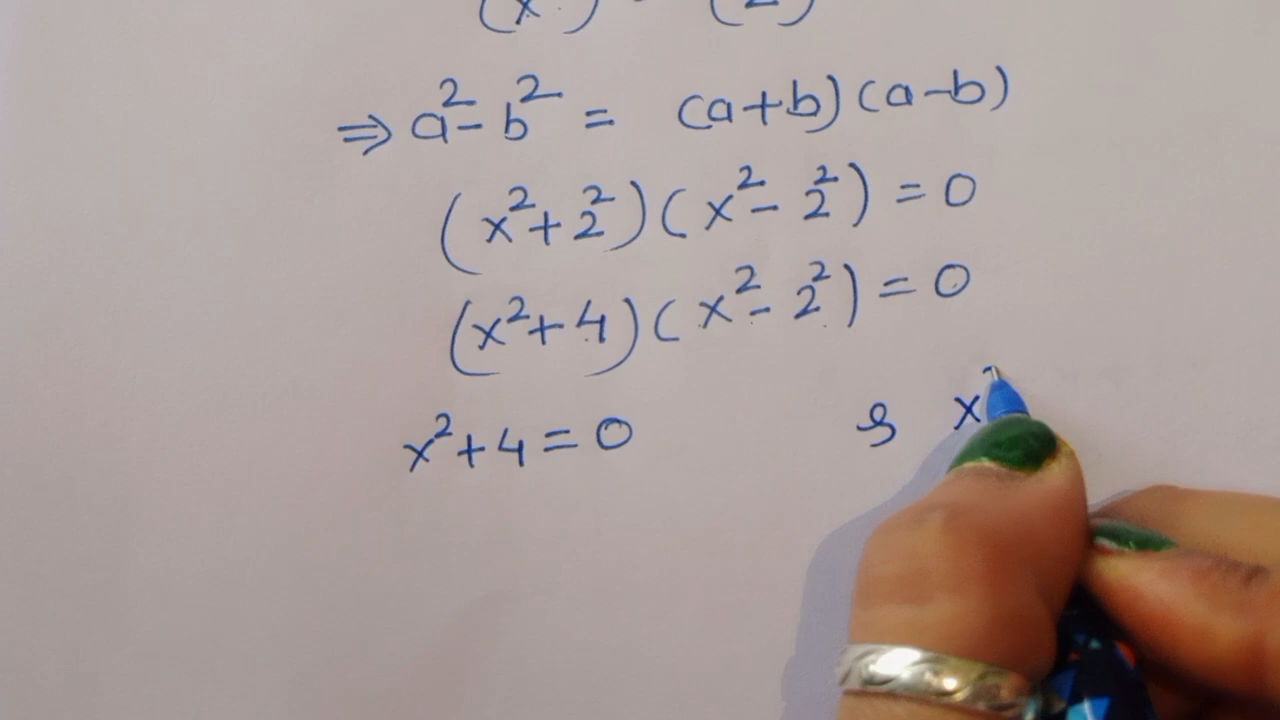 ⇒ a² - b² = (a+b)(a-b)
(x² + 2²)(x² - 2²) = 0
(x² + 4)(x² - 2²) = 0
x² + 4 = 0 & x